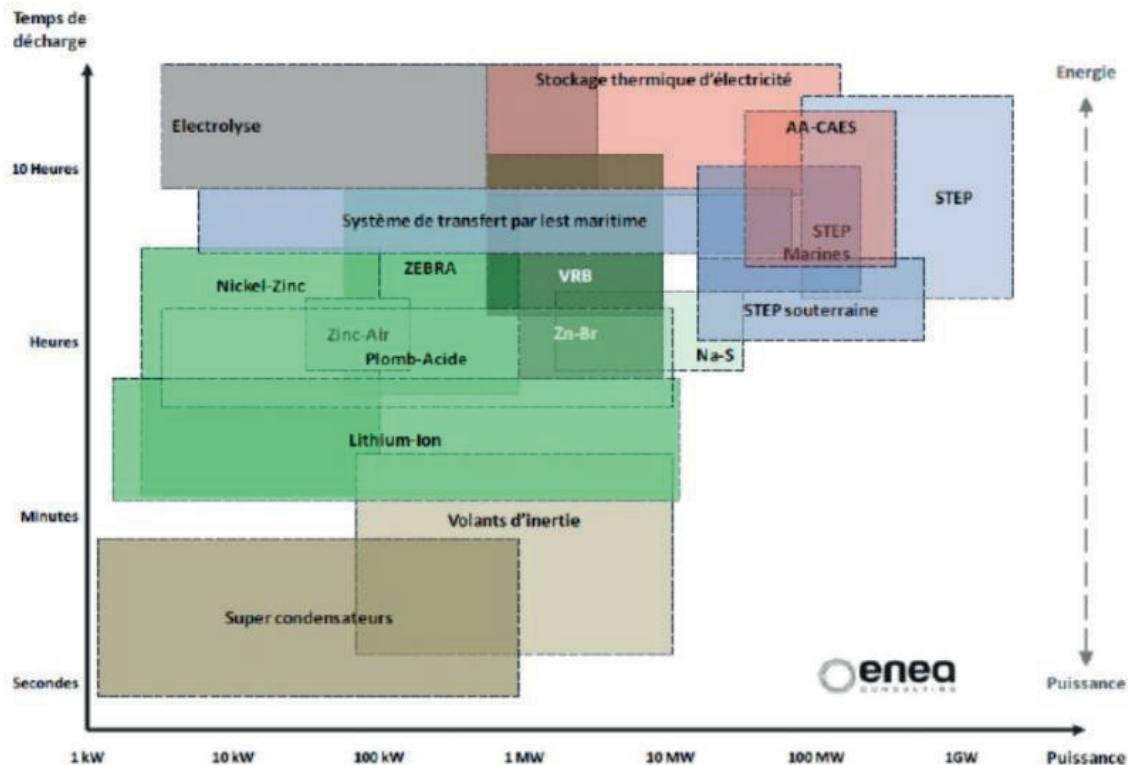 Temps de
décharge
Stockage thermique d'électricité
Energie
Electrolyse
AA-CAES
10 Heures
STEP
Système de transfert par lest maritime
STEP
Marines
ZEBRA
VRB
Nickel-Zinc
STEP souterraine
Zinc-Air
Zn-Br
Heures
Plomb-Acide
Na-S
Lithium-Ion
Minutes
Volants d'inertie
Super condensateurs
enea
CONSULTING
Secondes
Puissance
1 kW
10 kW
100 kW
1 MW
10 MW
100 MW
1GW
Puissance